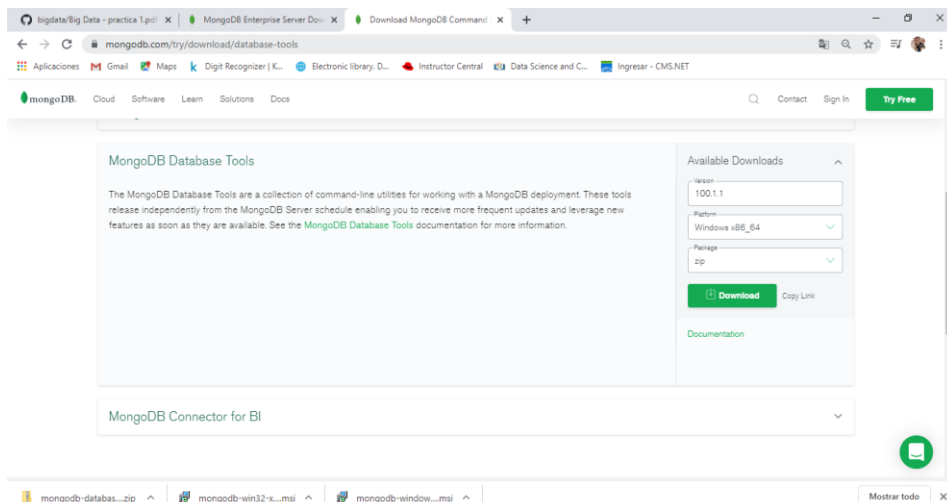 bigdata/Big Data - practica 1.pdf
MongoDB Enterprise Server Dow
Download MongoDB Command
mongodb.com/try/download/database-tools
Aplicaciones Gmail Maps Digit Recognizer | K... Electronic library. D... Instructor Central Data Science and C... Ingresar - CMS.NET
mongoDB. Cloud Software Learn Solutions Docs Contact Sign In Try Free
MongoDB Database Tools
The MongoDB Database Tools are a collection of command-line utilities for working with a MongoDB deployment. These tools
release independently from the MongoDB Server schedule enabling you to receive more frequent updates and leverage new
features as soon as they are available. See the MongoDB Database Tools documentation for more information.
Available Downloads
Version
100.1.1
Platform
Windows x86_64
Package
zip
Download Copy Link
Documentation
MongoDB Connector for BI
mongodb-databas....zip mongodb-win32-x....msi mongodb-window....msi Mostrar todo